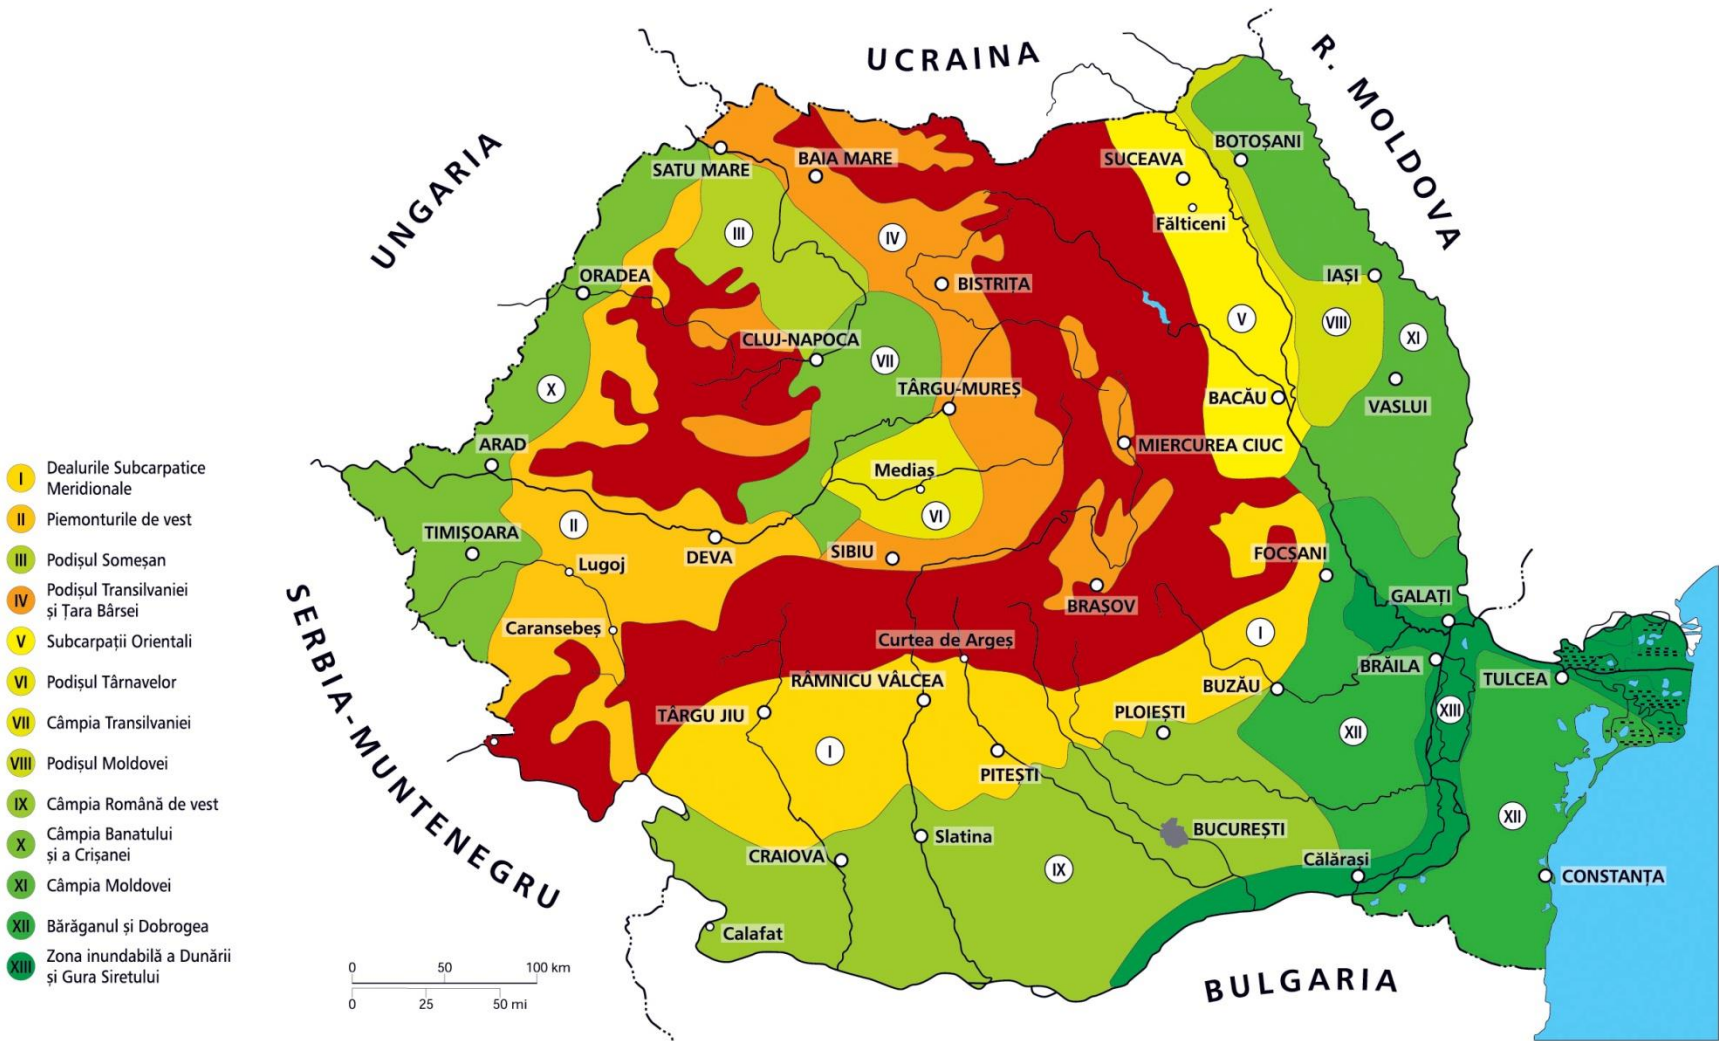 UCRAINA
R. MOLDOVA
UNGARIA
SERBIA-MUNTENEGRU
BULGARIA
SATU MARE
BAIA MARE
SUCEAVA
BOTOȘANI
Fălticeni
III
IV
ORADEA
BISTRIȚA
IAȘI
V
VIII
XI
CLUJ-NAPOCA
VII
X
TÂRGU-MUREȘ
BACĂU
VASLUI
ARAD
MIERCUREA CIUC
Mediaș
VI
II
TIMIȘOARA
DEVA
SIBIU
FOCȘANI
Lugoj
BRAȘOV
GALAȚI
Caransebeș
Curtea de Argeș
I
BRĂILA
RÂMNICU VÂLCEA
BUZĂU
TULCEA
TÂRGU JIU
PLOIEȘTI
XIII
XII
I
PITEȘTI
BUCUREȘTI
XII
Slatina
CRAIOVA
IX
Călărași
CONSTANȚA
Calafat
I
Dealurile Subcarpatice
Meridionale
II
Piemonturile de vest
III
Podișul Someșan
IV
Podișul Transilvaniei
și Țara Bârsei
V
Subcarpații Orientali
VI
Podișul Târnavelor
VII
Câmpia Transilvaniei
VIII
Podișul Moldovei
IX
Câmpia Română de vest
X
Câmpia Banatului
și a Crișanei
XI
Câmpia Moldovei
XII
Bărăganul și Dobrogea
XIII
Zona inundabilă a Dunării
și Gura Siretului
0 50 100 km
0 25 50 mi